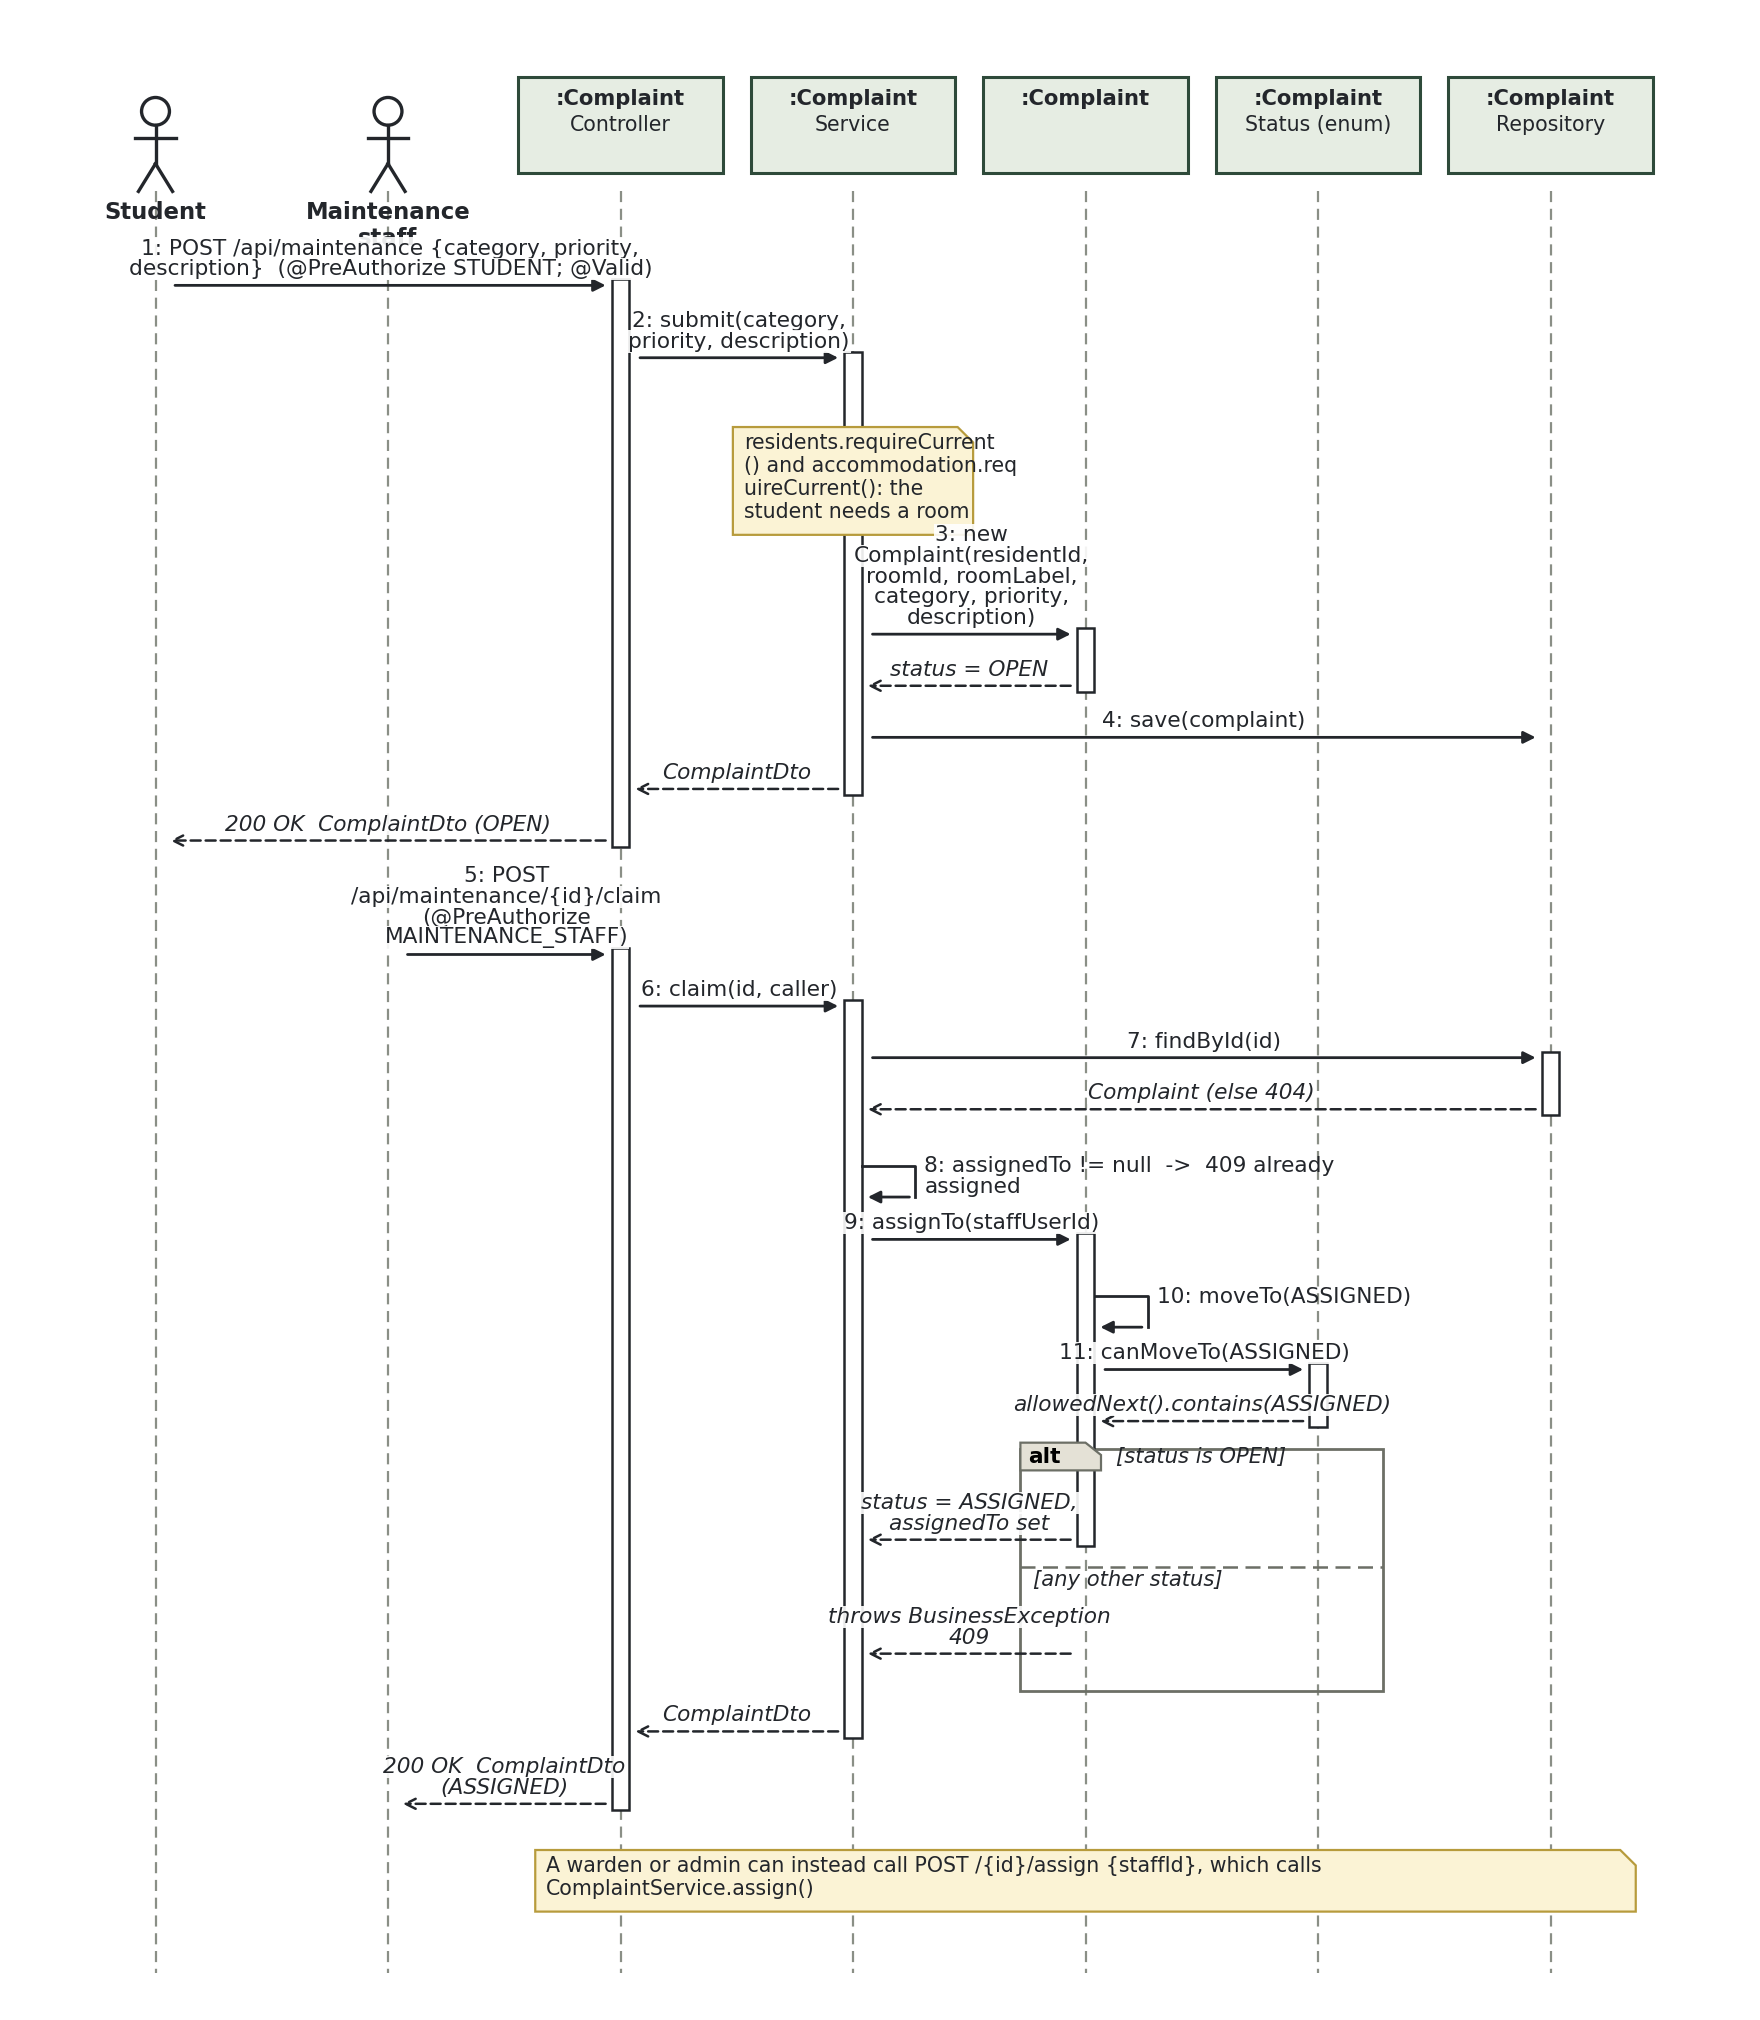 :Complaint
Controller
:Complaint
Service
:Complaint
:Complaint
Status (enum)
:Complaint
Repository
Student
Maintenance
staff
1: POST /api/maintenance {category, priority,
description}  (@PreAuthorize STUDENT; @Valid)
2: submit(category,
priority, description)
residents.requireCurrent
() and accommodation.req
uireCurrent(): the
student needs a room
3: new
Complaint(residentId,
roomId, roomLabel,
category, priority,
description)
status = OPEN
4: save(complaint)
ComplaintDto
200 OK  ComplaintDto (OPEN)
5: POST
/api/maintenance/{id}/claim
(@PreAuthorize
MAINTENANCE_STAFF)
6: claim(id, caller)
7: findById(id)
Complaint (else 404)
8: assignedTo != null  ->  409 already
assigned
9: assignTo(staffUserId)
10: moveTo(ASSIGNED)
11: canMoveTo(ASSIGNED)
allowedNext().contains(ASSIGNED)
alt [status is OPEN]
status = ASSIGNED,
assignedTo set
[any other status]
throws BusinessException
409
ComplaintDto
200 OK  ComplaintDto
(ASSIGNED)
A warden or admin can instead call POST /{id}/assign {staffId}, which calls
ComplaintService.assign()